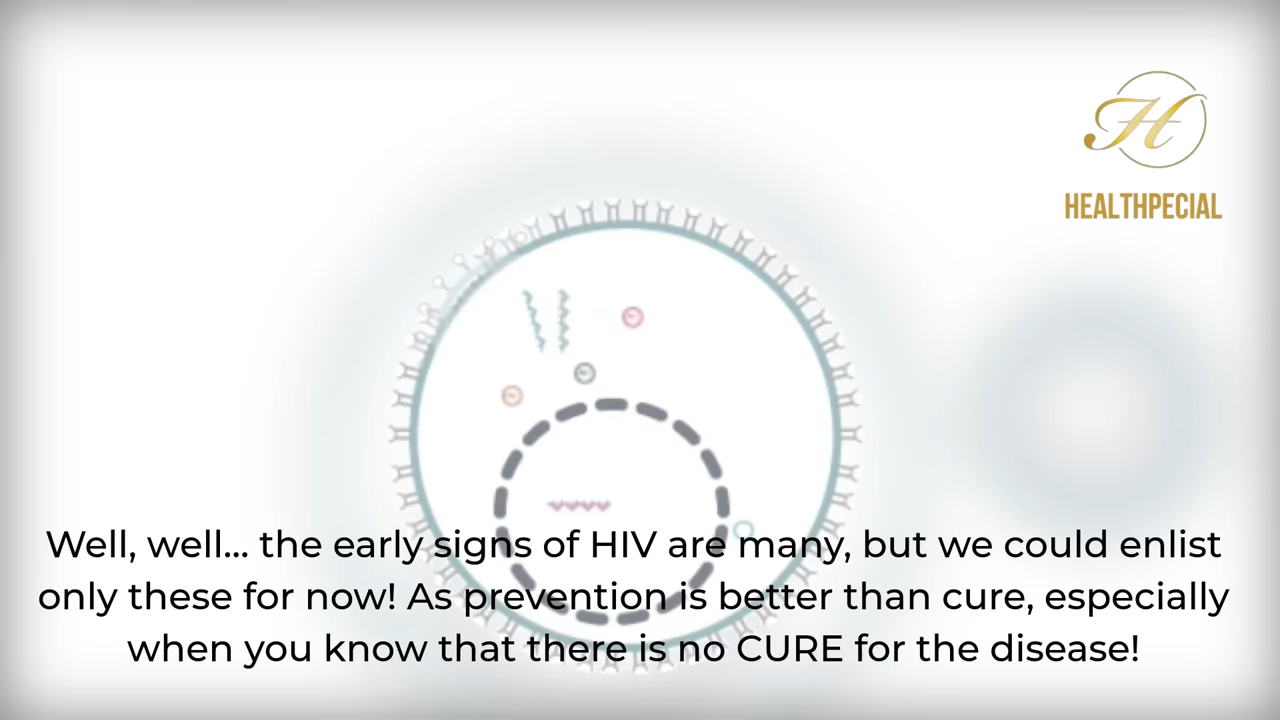 H
HEALTHPECIAL
Well, well... the early signs of HIV are many, but we could enlist
only these for now! As prevention is better than cure, especially
when you know that there is no CURE for the disease!